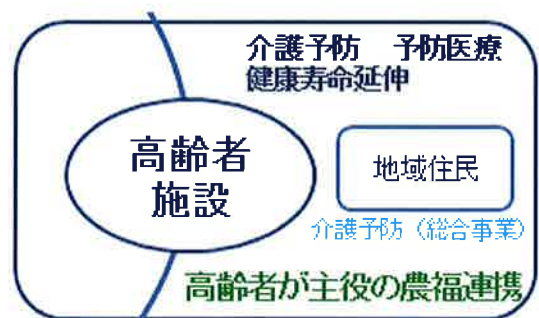 介護予防　予防医療
健康寿命延伸
高齢者
施設
地域住民
介護予防（総合事業）
高齢者が主役の農福連携